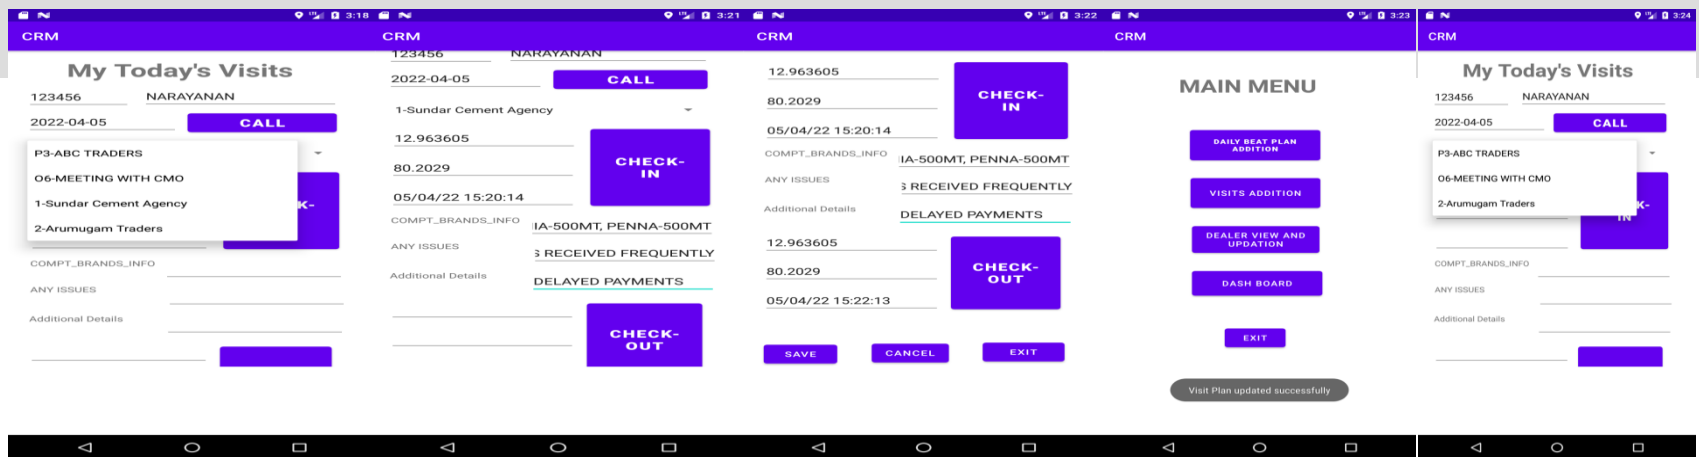 3:18
CRM
My Today's Visits
123456 NARAYANAN
2022-04-05 CALL
P3-ABC TRADERS
O6-MEETING WITH CMO
1-Sundar Cement Agency
2-Arumugam Traders
K-
COMPT_BRANDS_INFO
ANY ISSUES
Additional Details
3:21
CRM
123456 NARAYANAN
2022-04-05 CALL
1-Sundar Cement Agency
12.963605
80.2029
05/04/22 15:20:14
CHECK-
IN
COMPT_BRANDS_INFO IA-500MT, PENNA-500MT
ANY ISSUES S RECEIVED FREQUENTLY
Additional Details DELAYED PAYMENTS
CHECK-
OUT
3:22
CRM
12.963605
80.2029
05/04/22 15:20:14
CHECK-
IN
COMPT_BRANDS_INFO IA-500MT, PENNA-500MT
ANY ISSUES S RECEIVED FREQUENTLY
Additional Details DELAYED PAYMENTS
12.963605
80.2029
05/04/22 15:22:13
CHECK-
OUT
SAVE CANCEL EXIT
3:23
CRM
MAIN MENU
DAILY BEAT PLAN
ADDITION
VISITS ADDITION
DEALER VIEW AND
UPDATION
DASH BOARD
EXIT
Visit Plan updated successfully
3:24
CRM
My Today's Visits
123456 NARAYANAN
2022-04-05 CALL
P3-ABC TRADERS
O6-MEETING WITH CMO
2-Arumugam Traders
K-
IN
COMPT_BRANDS_INFO
ANY ISSUES
Additional Details